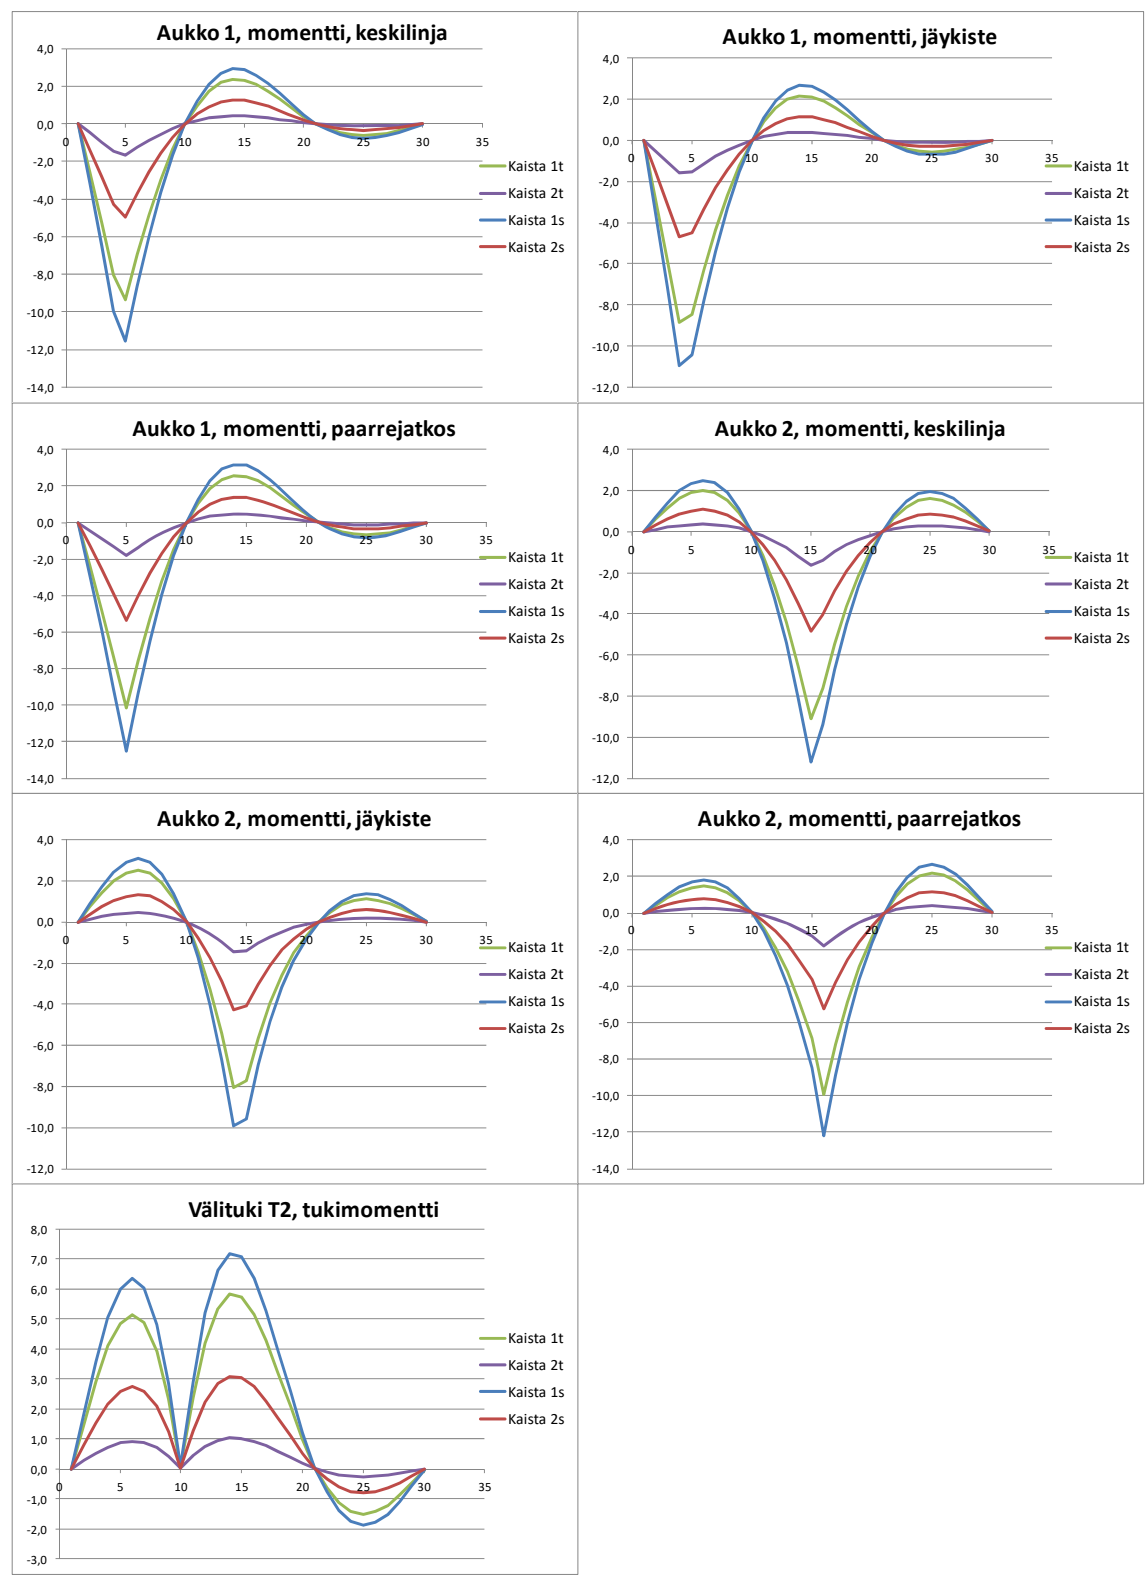 Aukko 1, momentti, keskilinja
4,0
2,0
0,0
-2,0
-4,0
-6,0
-8,0
-10,0
-12,0
-14,0
0 5 10 15 20 25 30 35
Kaista 1t
Kaista 2t
Kaista 1s
Kaista 2s
Aukko 1, momentti, jäykiste
4,0
2,0
0,0
-2,0
-4,0
-6,0
-8,0
-10,0
-12,0
0 5 10 15 20 25 30 35
Kaista 1t
Kaista 2t
Kaista 1s
Kaista 2s
Aukko 1, momentti, paarrejatkos
4,0
2,0
0,0
-2,0
-4,0
-6,0
-8,0
-10,0
-12,0
-14,0
0 5 10 15 20 25 30 35
Kaista 1t
Kaista 2t
Kaista 1s
Kaista 2s
Aukko 2, momentti, keskilinja
4,0
2,0
0,0
-2,0
-4,0
-6,0
-8,0
-10,0
-12,0
0 5 10 15 20 25 30 35
Kaista 1t
Kaista 2t
Kaista 1s
Kaista 2s
Aukko 2, momentti, jäykiste
4,0
2,0
0,0
-2,0
-4,0
-6,0
-8,0
-10,0
-12,0
0 5 10 15 20 25 30 35
Kaista 1t
Kaista 2t
Kaista 1s
Kaista 2s
Aukko 2, momentti, paarrejatkos
4,0
2,0
0,0
-2,0
-4,0
-6,0
-8,0
-10,0
-12,0
-14,0
0 5 10 15 20 25 30 35
Kaista 1t
Kaista 2t
Kaista 1s
Kaista 2s
Välituki T2, tukimomentti
8,0
7,0
6,0
5,0
4,0
3,0
2,0
1,0
0,0
-1,0
-2,0
-3,0
0 5 10 15 20 25 30 35
Kaista 1t
Kaista 2t
Kaista 1s
Kaista 2s